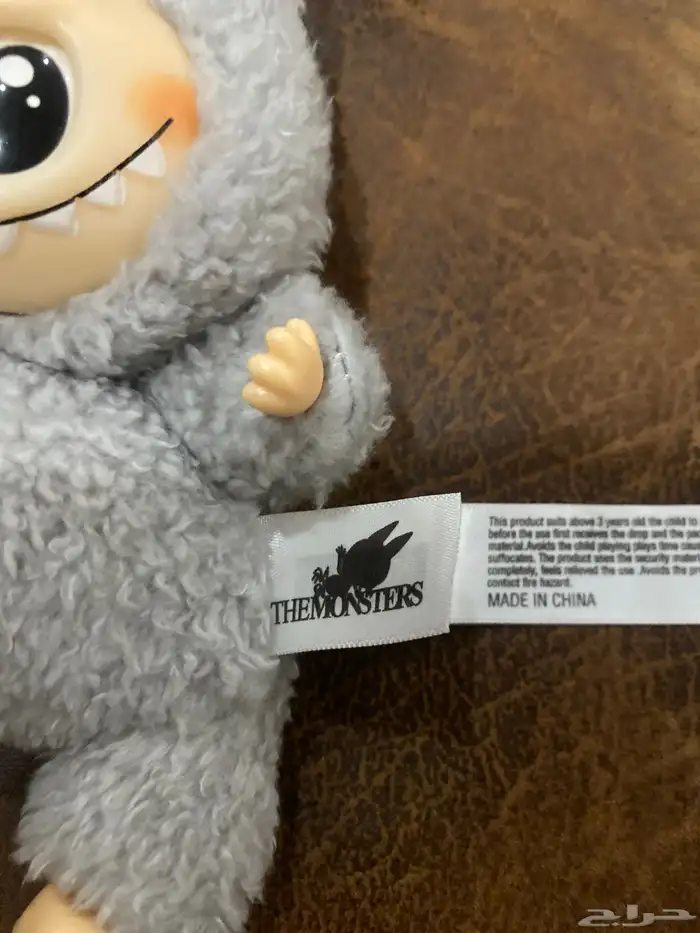 THEMONSTERS
This product suits above 3 years old the child
before the use first receives the drop and the
material.Avoids the child playing plays time
suffocates. The product uses the security
completely, feels relieved the use .Avoids the
contact fire hazard.
MADE IN CHINA
حراج